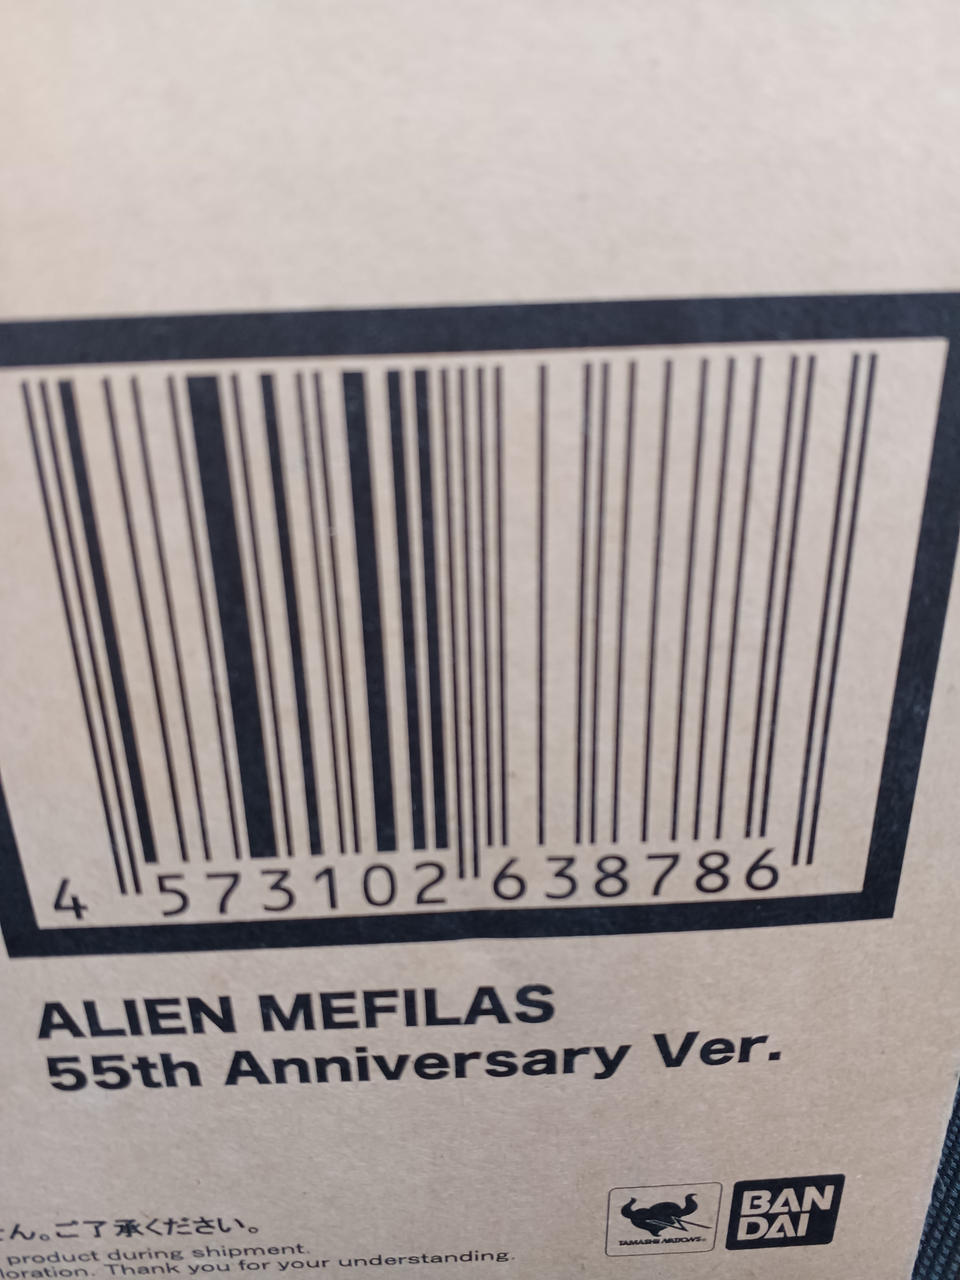 4 573102 638786
ALIEN MEFILAS
55th Anniversary Ver.
ん。ご了承ください。
product during shipment.
loration. Thank you for your understanding.
TAMASHII NATIONS
BAN
DAI